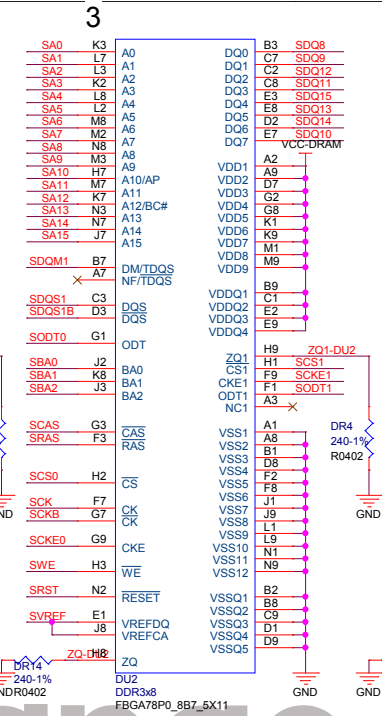 3
SA0 K3 A0 DQ0 B3 SDQ8
SA1 L7 A1 DQ1 C7 SDQ9
SA2 L3 A2 DQ2 C2 SDQ12
SA3 K2 A3 DQ3 C8 SDQ11
SA4 L8 A4 DQ4 E3 SDQ15
SA5 L2 A5 DQ5 E8 SDQ13
SA6 M8 A6 DQ6 D2 SDQ14
SA7 M2 A7 DQ7 E7 SDQ10
SA8 N8 A8 VCC-DRAM
SA9 M3 A9 VDD1 A2
SA10 H7 A10/AP VDD2 A9
SA11 M7 A11 VDD3 D7
SA12 K7 A12/BC# VDD4 G2
SA13 N3 A13 VDD5 G8
SA14 N7 A14 VDD6 K1
SA15 J7 A15 VDD7 K9
VDD8 M1
SDQM1 B7 DM/TDQS VDD9 M9
A7 NF/TDQS
VDDQ1 B9
SDQS1 C3 DQS VDDQ2 C1
SDQS1B D3 DQS VDDQ3 E2
VDDQ4 E9
SODT0 G1 ODT
ZQ1 H9 ZQ1-DU2
SBA0 J2 BA0 CS1 H1 SCS1
SBA1 K8 BA1 CKE1 F9 SCKE1
SBA2 J3 BA2 ODT1 F1 SODT1
NC1 A3
SCAS G3 CAS VSS1 A1
SRAS F3 RAS VSS2 A8
VSS3 B1
VSS4 D8
SCS0 H2 CS VSS5 F2
VSS6 F8
SCK F7 CK VSS7 J1
SCKB G7 CK VSS8 J9
VSS9 L1
SCKE0 G9 CKE VSS10 L9
VSS11 N1
SWE H3 WE VSS12 N9
SRST N2 RESET VSSQ1 B2
VSSQ2 B8
SVREF E1 VREFDQ VSSQ3 C9
J8 VREFCA VSSQ4 D1
VSSQ5 D9
ZQ-DU2 H8 ZQ
DR4
240-1%
R0402
DR14
240-1%
R0402
DU2
DDR3x8
FBGA78P0_8B7_5X11
GND
GND
GND